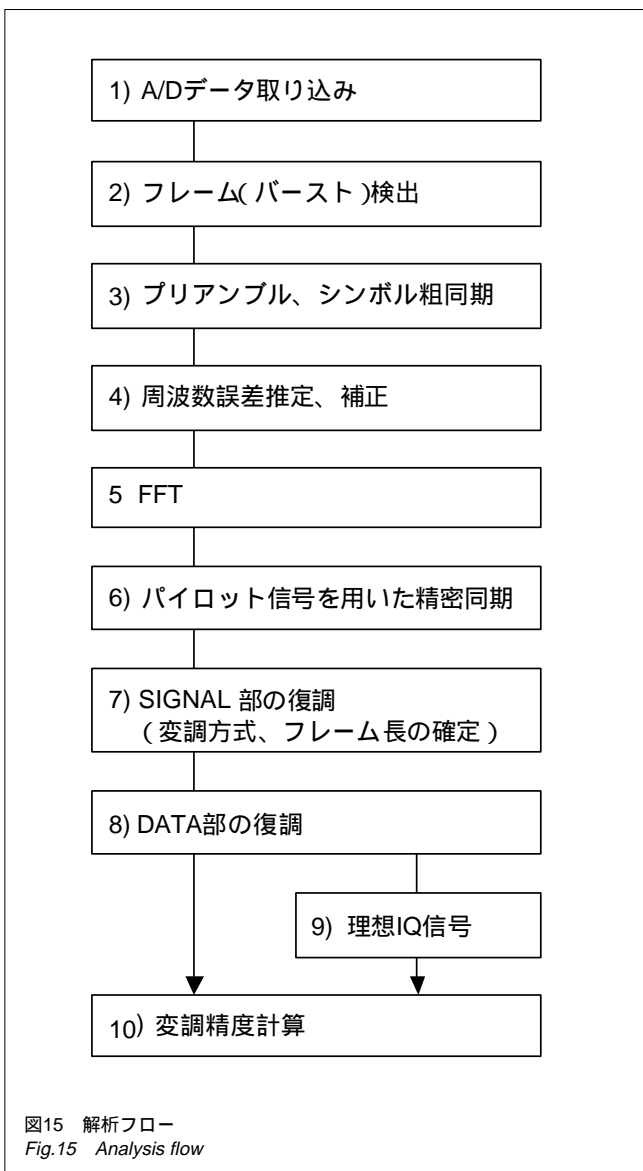 1) A/Dデータ取り込み
2) フレーム(バースト)検出
3) プリアンブル、シンボル粗同期
4) 周波数誤差推定、補正
5 FFT
6) パイロット信号を用いた精密同期
7) SIGNAL 部の復調
(変調方式、フレーム長の確定)
8) DATA部の復調
9) 理想IQ信号
10) 変調精度計算
図15 解析フロー
Fig.15 Analysis flow